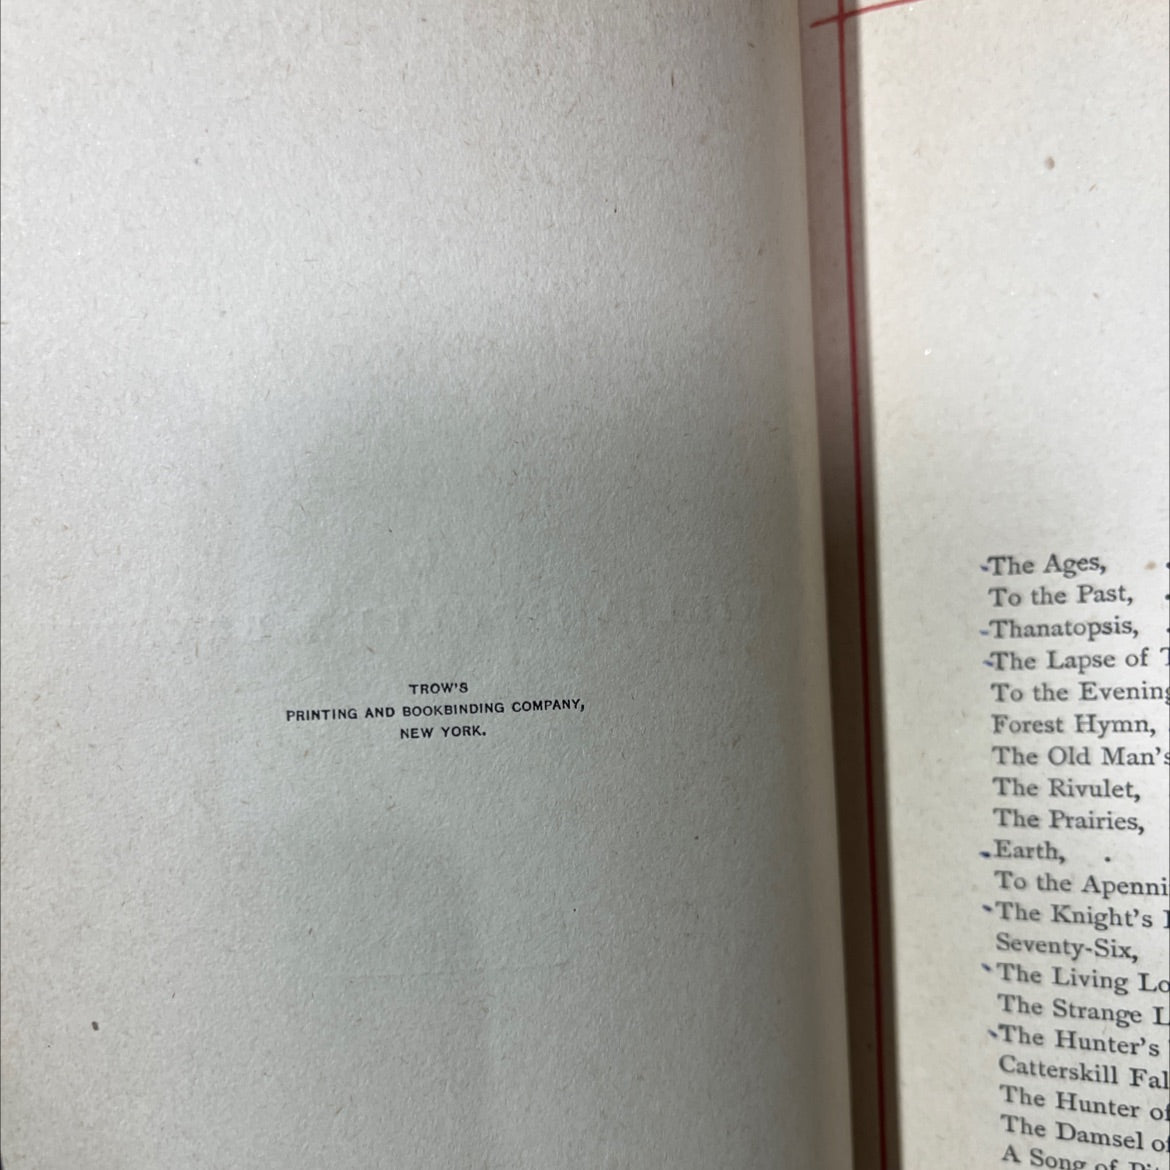 TROW'S
PRINTING AND BOOKBINDING COMPANY,
NEW YORK.
The Ages,
To the Past,
Thanatopsis,
The Lapse of
To the Evening
Forest Hymn,
The Old Man's
The Rivulet,
The Prairies,
Earth, .
To the Apenni
The Knight's
Seventy-Six,
The Living Lo
The Strange L
The Hunter's
Catterskill Fal
The Hunter of
The Damsel of
A Song of